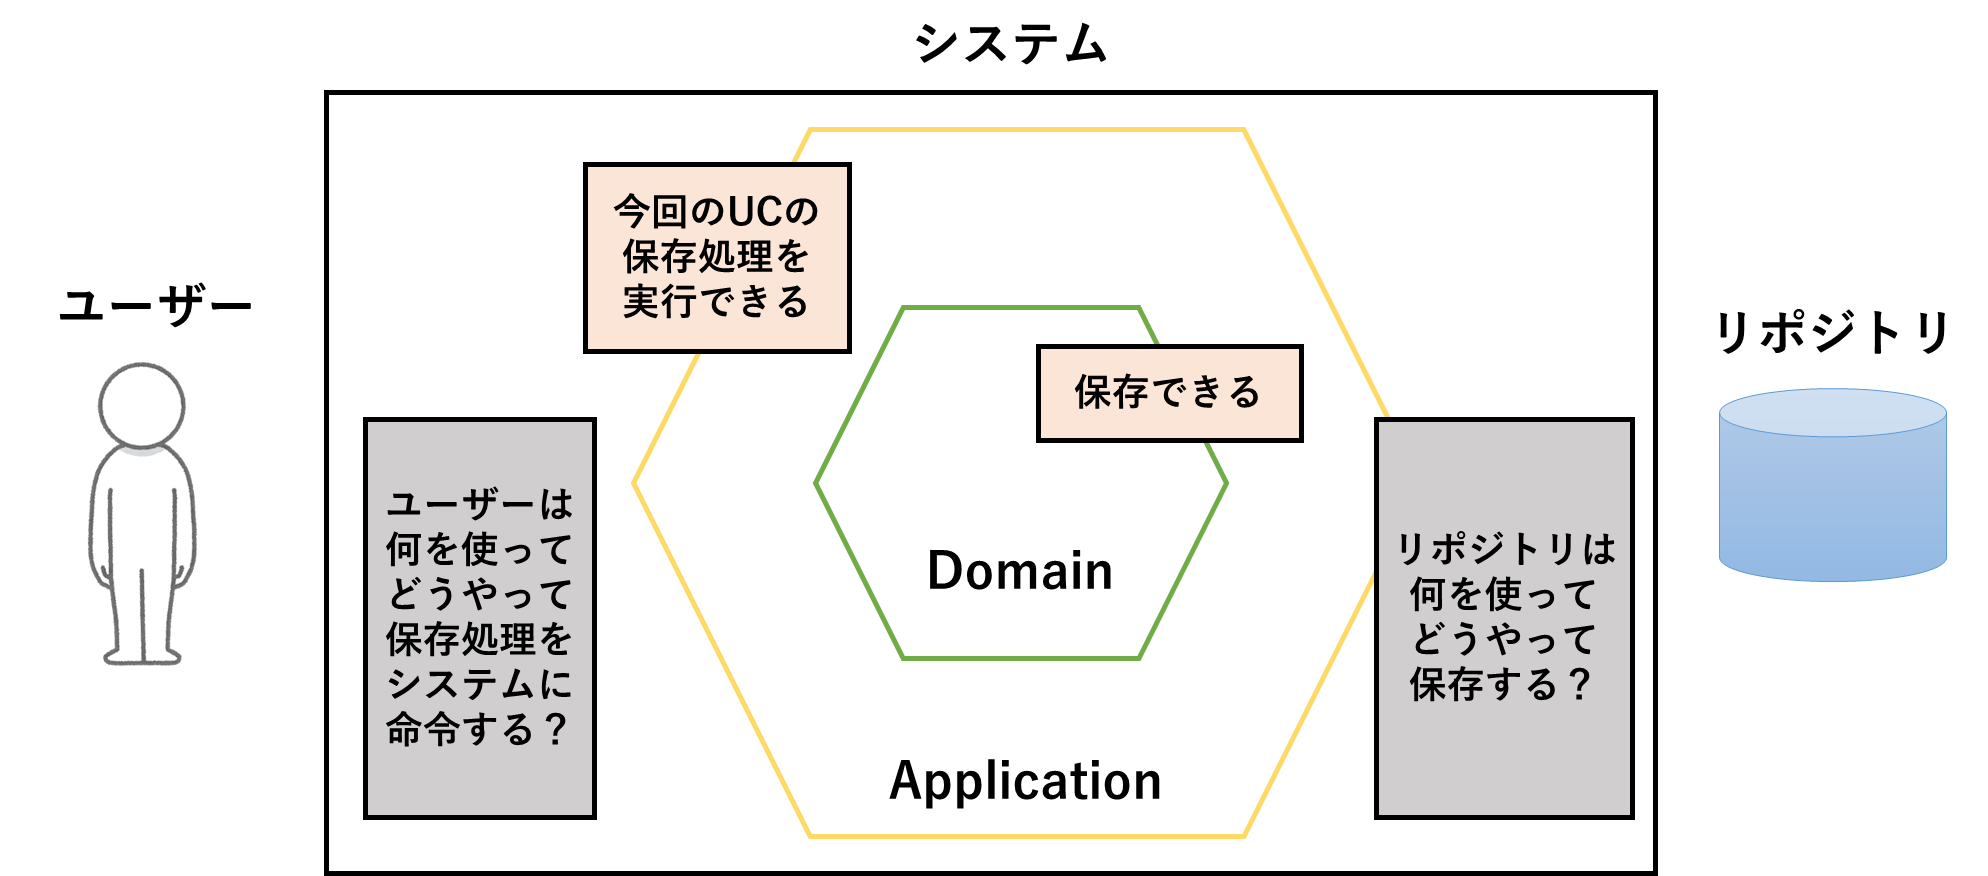 システム
ユーザー
今回のUCの
保存処理を
実行できる
保存できる
リポジトリ
ユーザーは
何を使って
どうやって
保存処理を
システムに
命令する？
Domain
Application
リポジトリは
何を使って
どうやって
保存する？